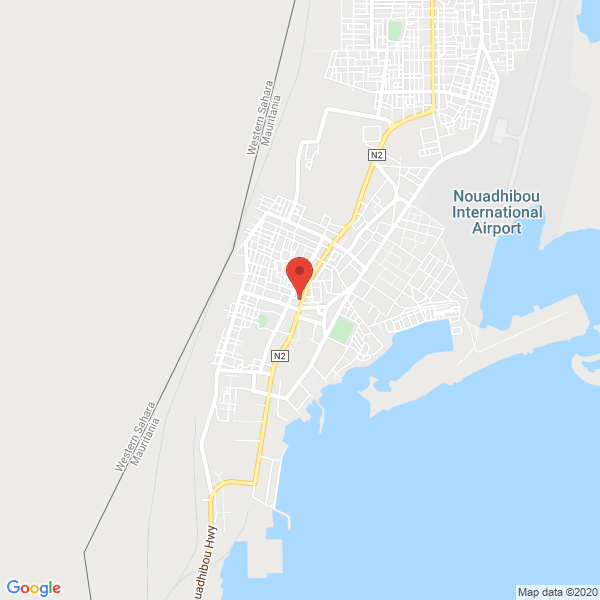 Western Sahara
Mauritania
N2
Nouadhibou
International
Airport
N2
Western Sahara
Mauritania
uadhibou Hwy
Google
Map data ©2020